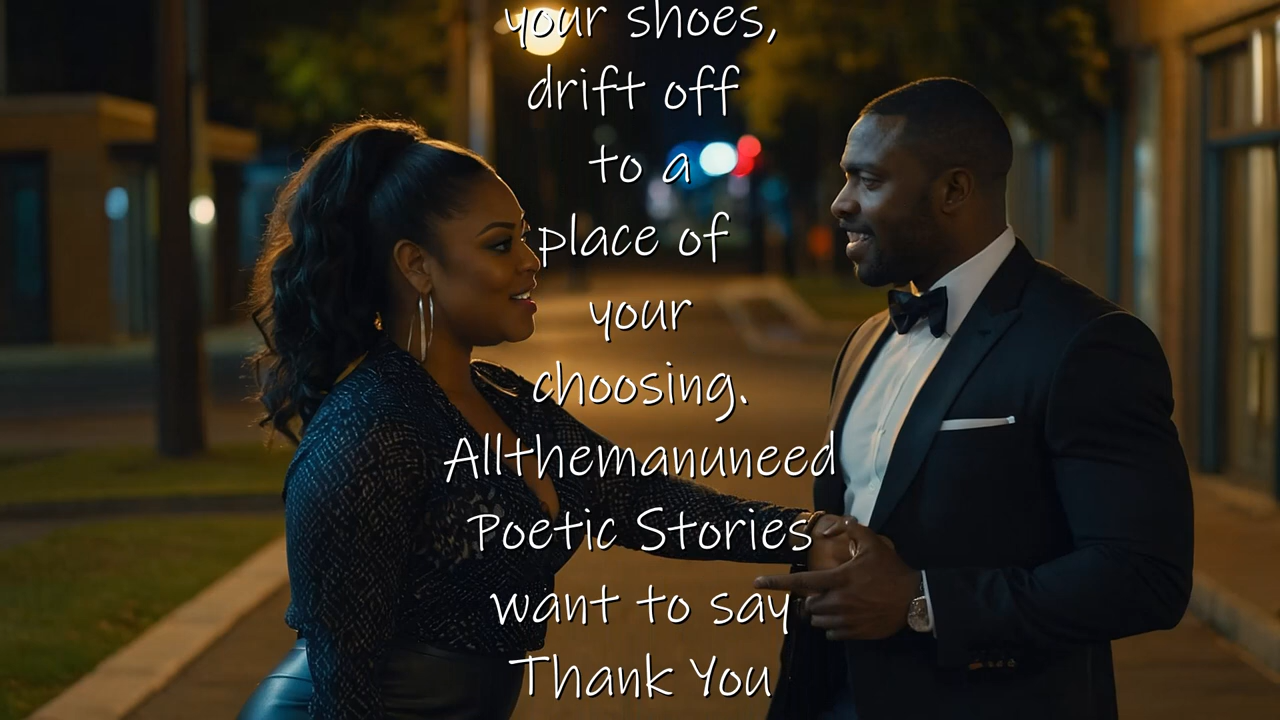 your shoes,
drift off
to a
place of
your
choosing.
Allthemanuneed
Poetic Stories
want to say
Thank You